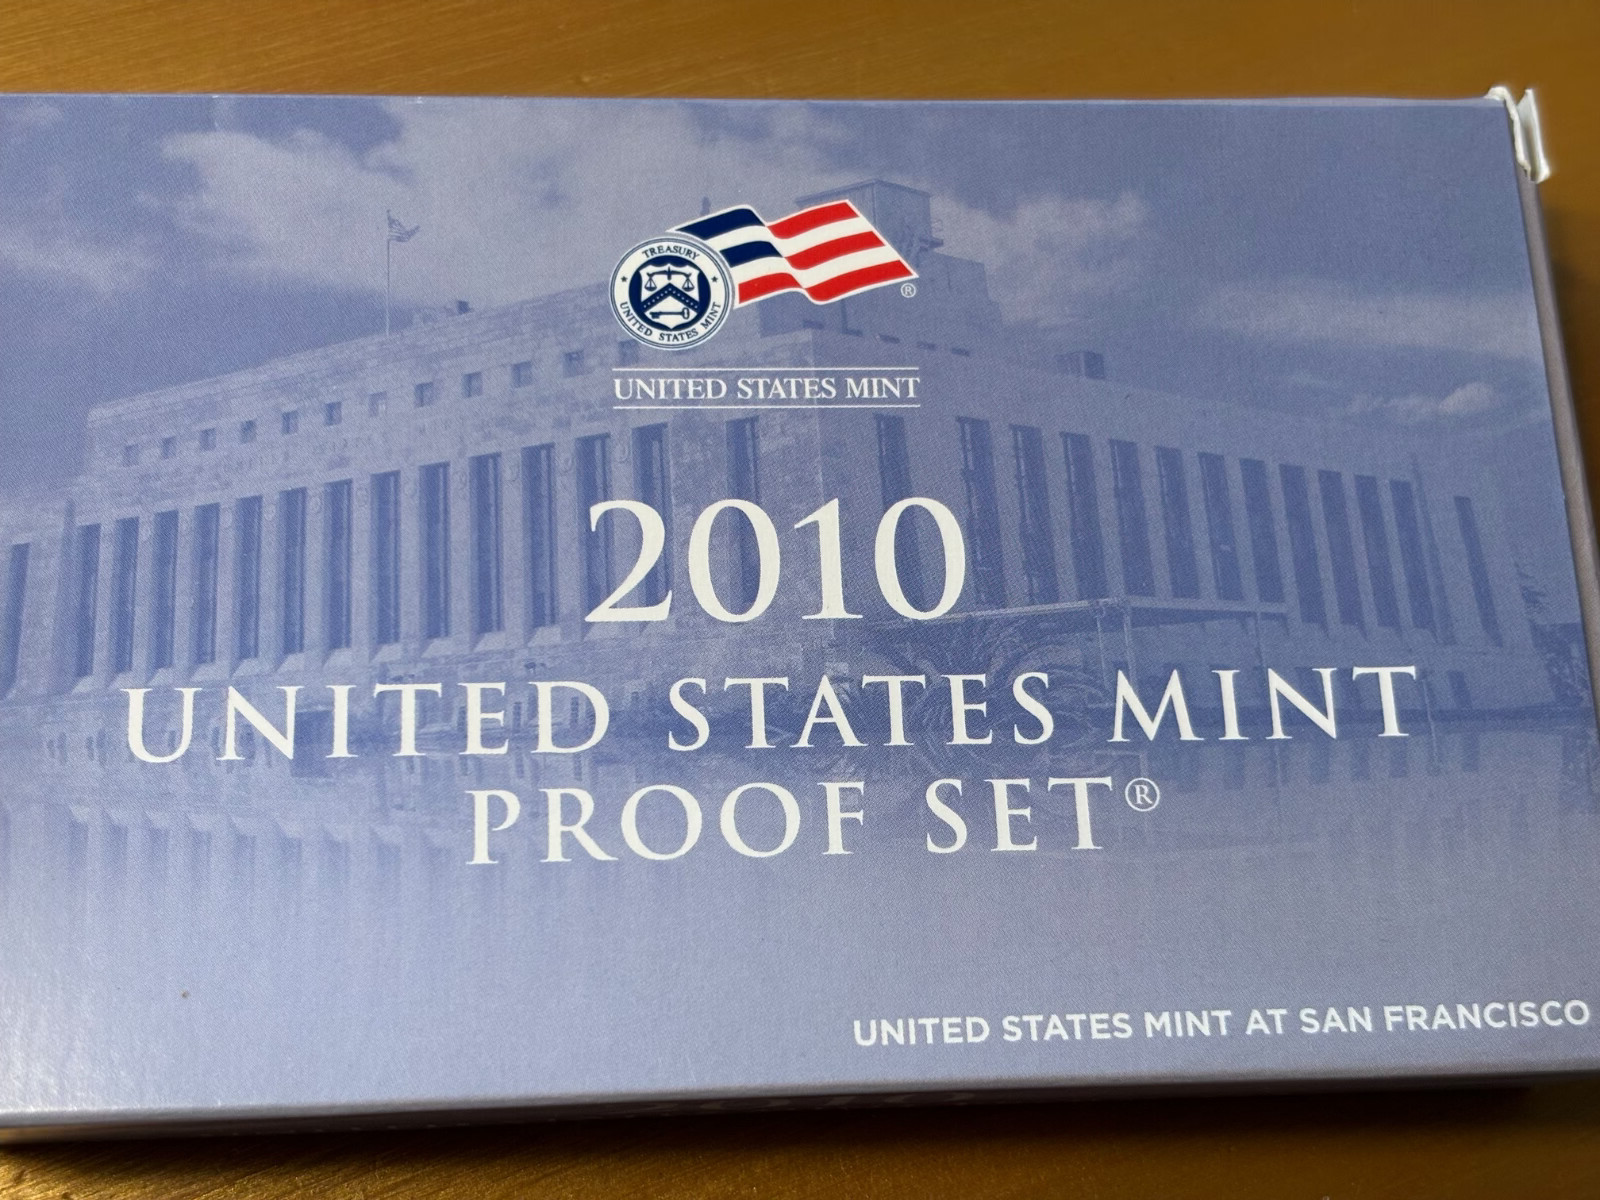 TREASURY
UNITED STATES MINT
®
UNITED STATES MINT
2010
UNITED STATES MINT
PROOF SET®
UNITED STATES MINT AT SAN FRANCISCO